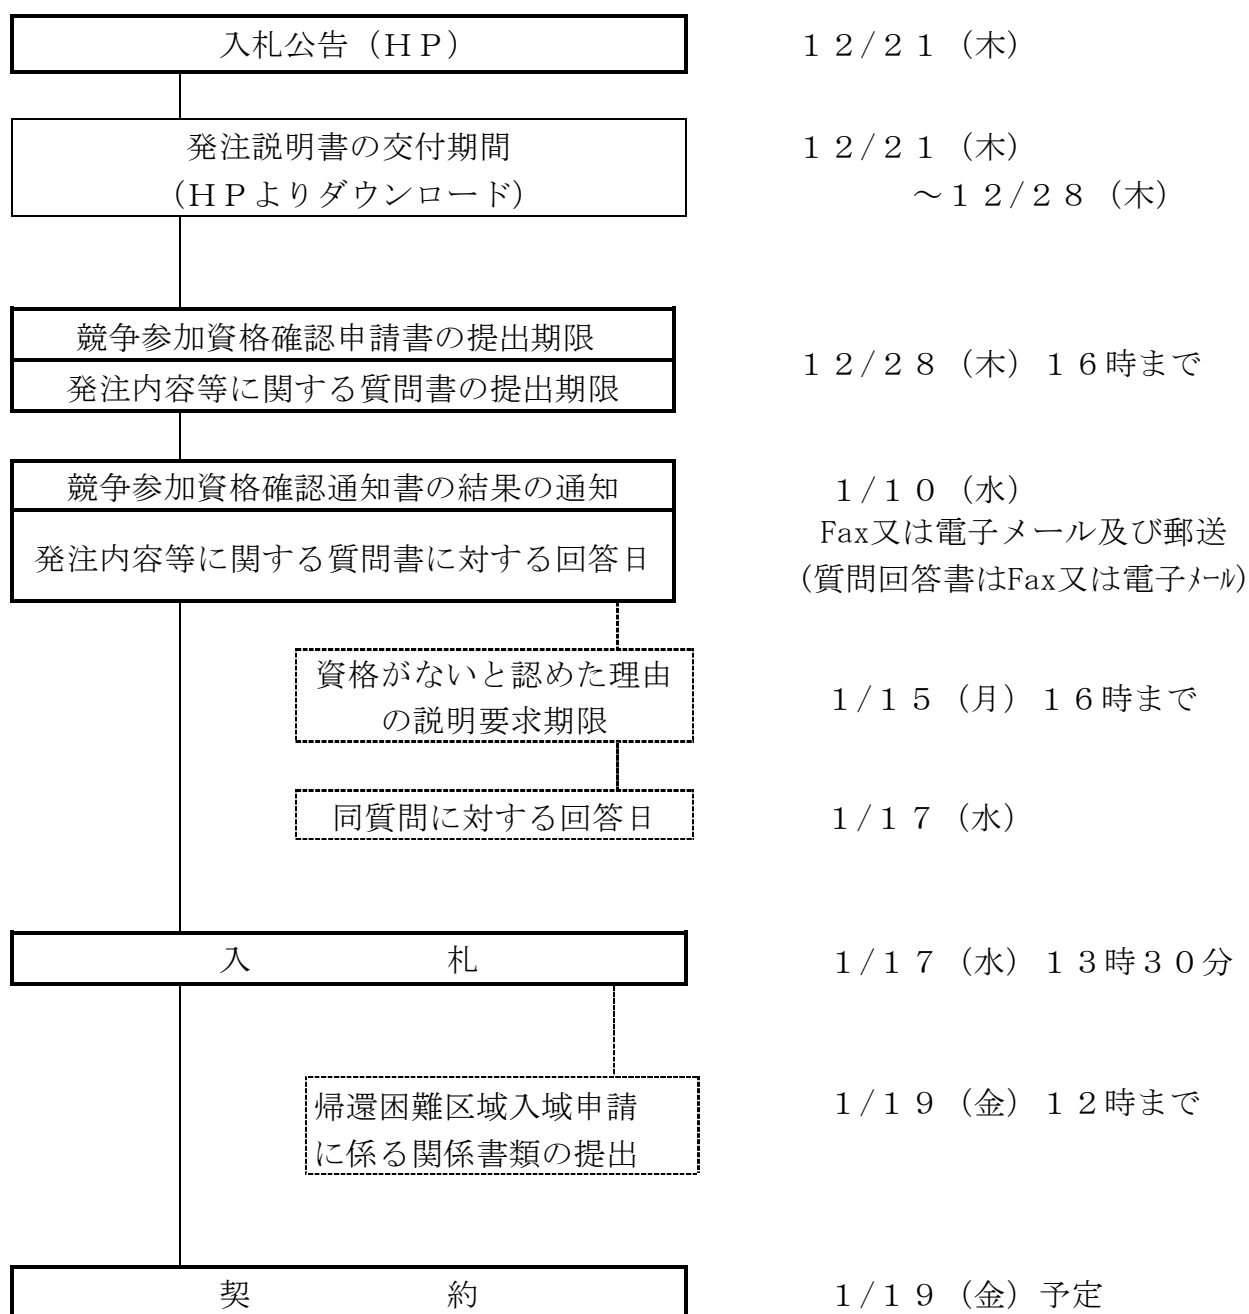 入札公告（ＨＰ）
１２/２１（木）
発注説明書の交付期間
（ＨＰよりダウンロード）
１２/２１（木）
～１２/２８（木）
競争参加資格確認申請書の提出期限
発注内容等に関する質問書の提出期限
１２/２８（木）１６時まで
競争参加資格確認通知書の結果の通知
発注内容等に関する質問書に対する回答日
１/１０（水）
Fax又は電子メール及び郵送
（質問回答書はFax又は電子ﾒｰﾙ）
資格がないと認めた理由
の説明要求期限
１/１５（月）１６時まで
同質問に対する回答日
１/１７（水）
入　　　　　札
１/１７（水）１３時３０分
帰還困難区域入域申請
に係る関係書類の提出
１/１９（金）１２時まで
契　　　　　約
１/１９（金）予定